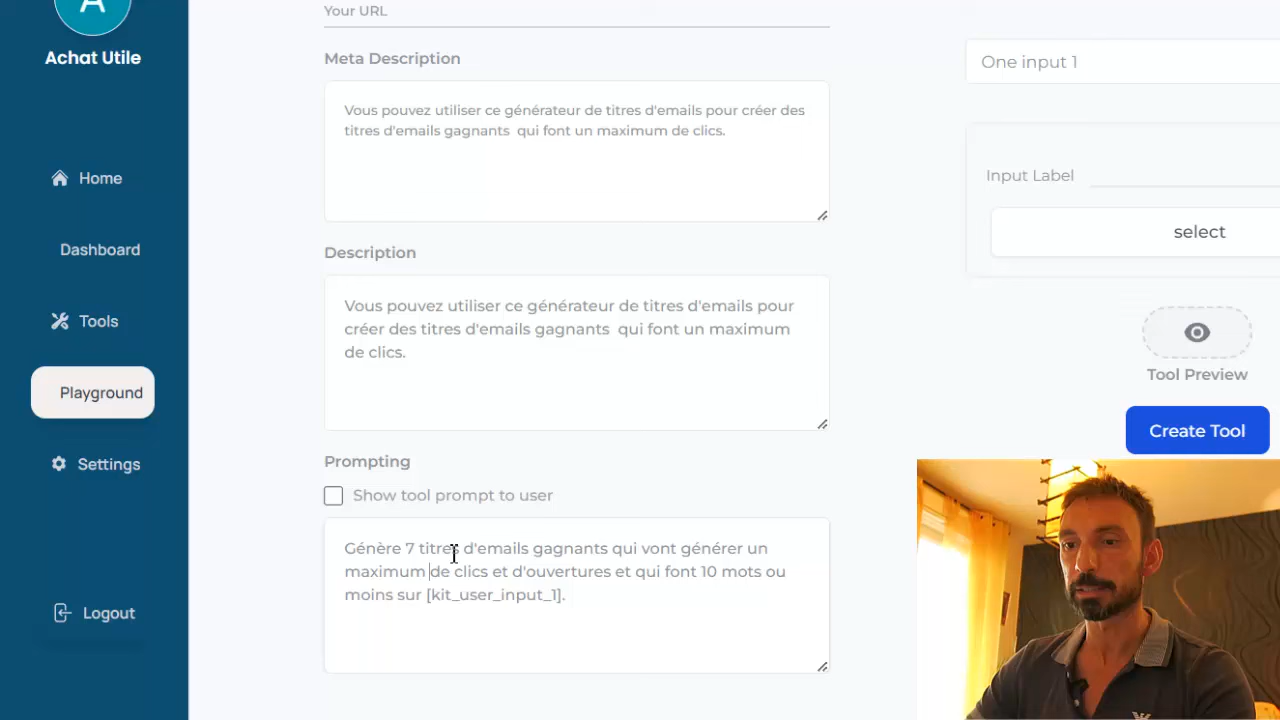 A
Achat Utile
Home
Dashboard
Tools
Playground
Settings
Logout
Your URL
Meta Description
Vous pouvez utiliser ce générateur de titres d'emails pour créer des
titres d'emails gagnants  qui font un maximum de clics.
Description
Vous pouvez utiliser ce générateur de titres d'emails pour
créer des titres d'emails gagnants  qui font un maximum
de clics.
Prompting
Show tool prompt to user
Génère 7 titres d'emails gagnants qui vont générer un
maximum de clics et d'ouvertures et qui font 10 mots ou
moins sur [kit_user_input_1].
One input 1
Input Label
select
Tool Preview
Create Tool